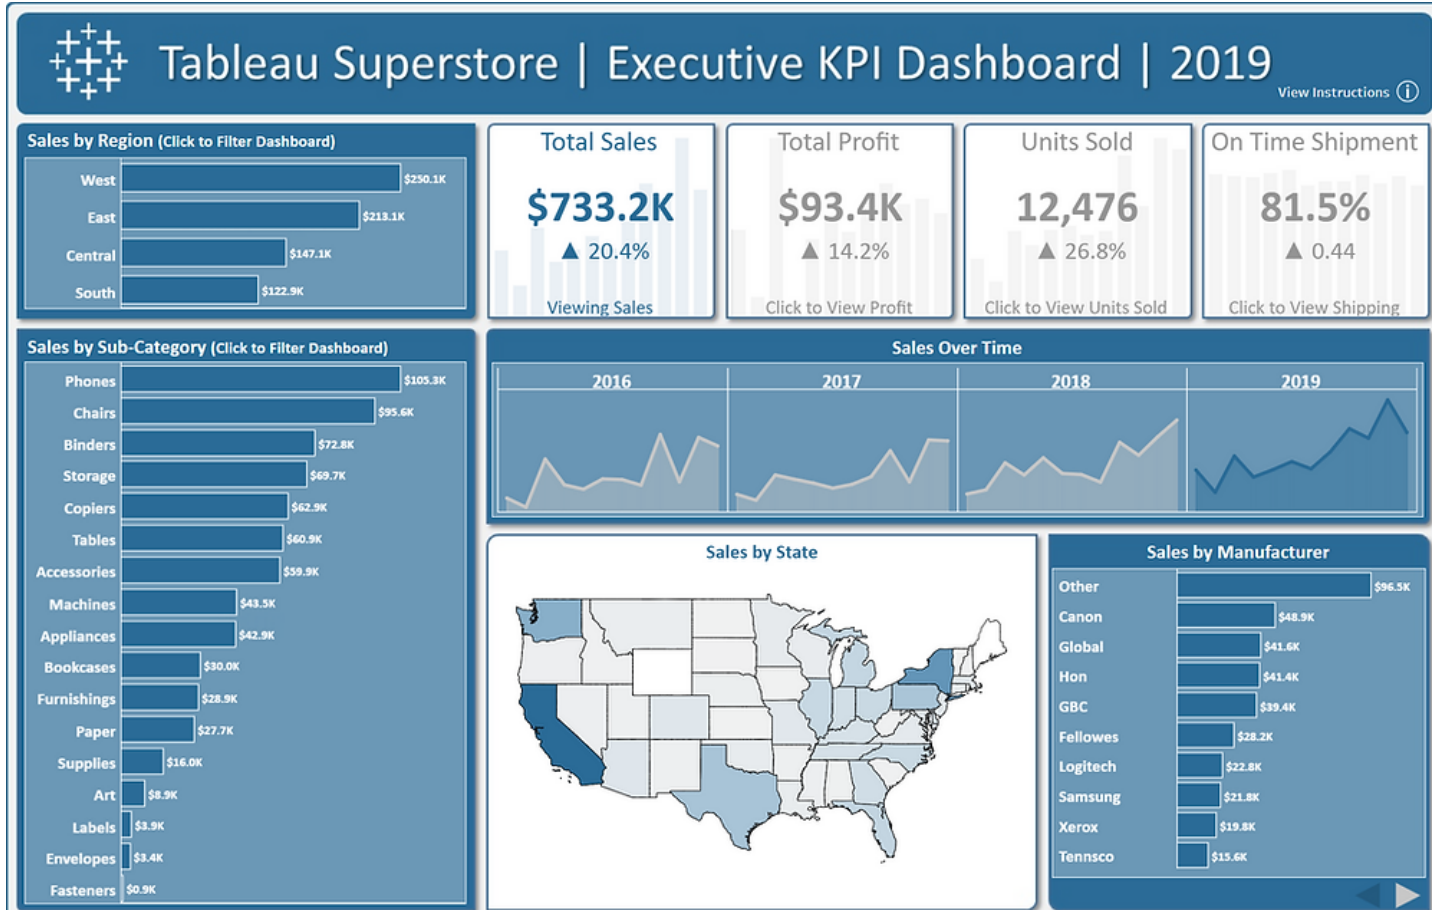 Tableau Superstore | Executive KPI Dashboard | 2019
View Instructions i
Sales by Region (Click to Filter Dashboard)
West $250.1K
East $213.1K
Central $147.1K
South $122.9K
Total Sales
$733.2K
▲ 20.4%
Viewing Sales
Total Profit
$93.4K
▲ 14.2%
Click to View Profit
Units Sold
12,476
▲ 26.8%
Click to View Units Sold
On Time Shipment
81.5%
▲ 0.44
Click to View Shipping
Sales by Sub-Category (Click to Filter Dashboard)
Phones $105.3K
Chairs $95.6K
Binders $72.8K
Storage $69.7K
Copiers $62.9K
Tables $60.9K
Accessories $59.9K
Machines $43.5K
Appliances $42.9K
Bookcases $30.0K
Furnishings $28.9K
Paper $27.7K
Supplies $16.0K
Art $8.9K
Labels $3.9K
Envelopes $3.4K
Fasteners $0.9K
Sales Over Time
2016 2017 2018 2019
Sales by State
Sales by Manufacturer
Other $96.5K
Canon $48.9K
Global $41.6K
Hon $41.4K
GBC $39.4K
Fellowes $28.2K
Logitech $22.8K
Samsung $21.8K
Xerox $19.8K
Tennsco $15.6K